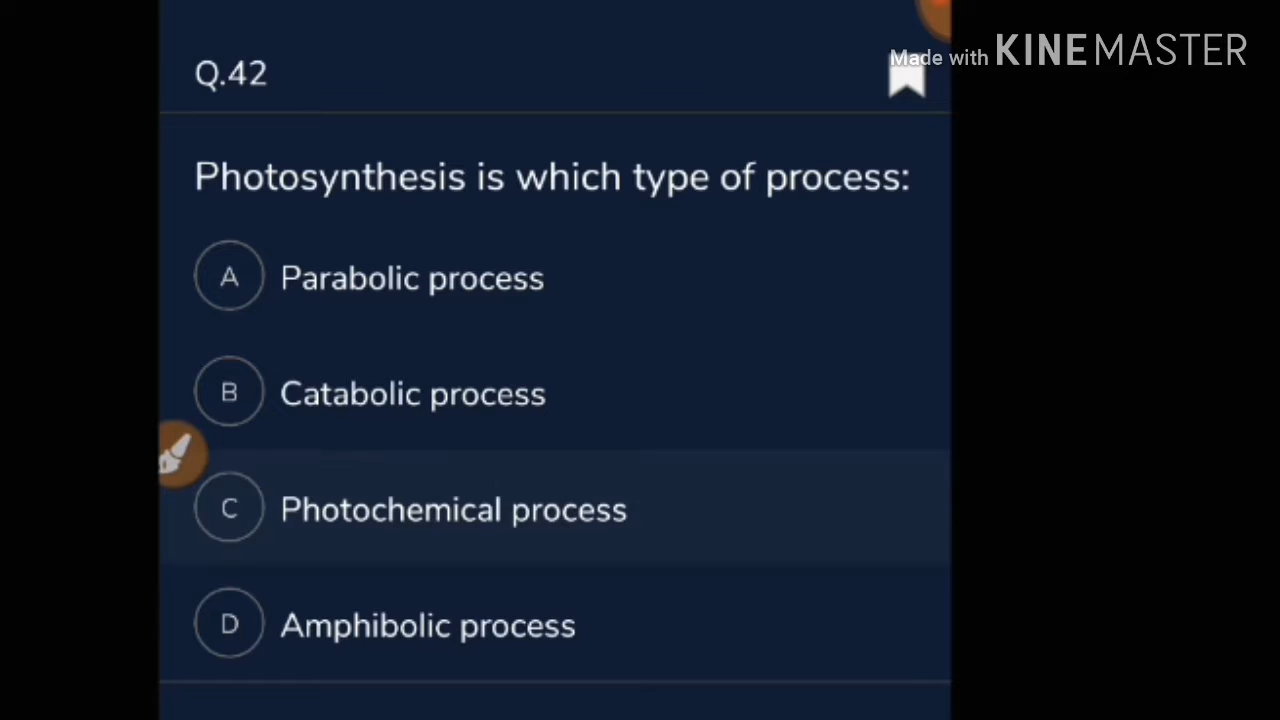 Made with KINEMASTER
Q.42
Photosynthesis is which type of process:
A Parabolic process
B Catabolic process
C Photochemical process
D Amphibolic process